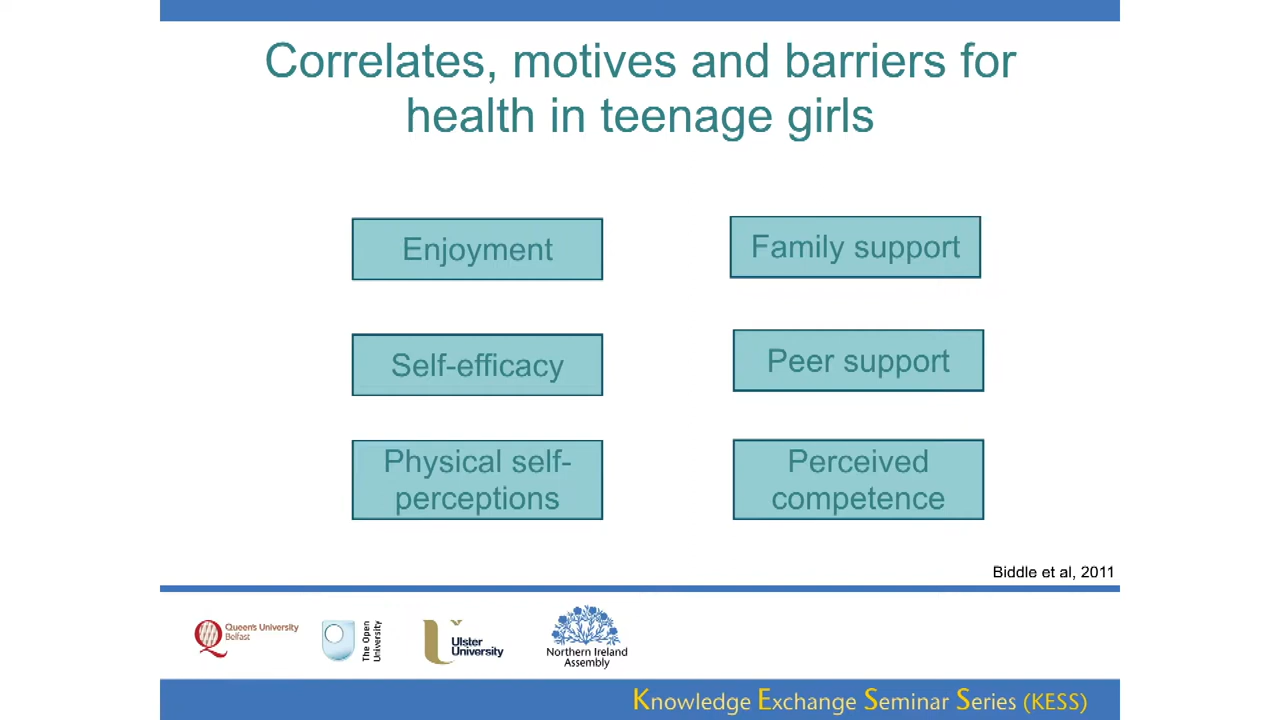 Correlates, motives and barriers for
health in teenage girls
Enjoyment
Family support
Self-efficacy
Peer support
Physical self-
perceptions
Perceived
competence
Biddle et al, 2011
Queen's University
Belfast
The Open
University
Ulster
University
Northern Ireland
Assembly
Knowledge Exchange Seminar Series (KESS)